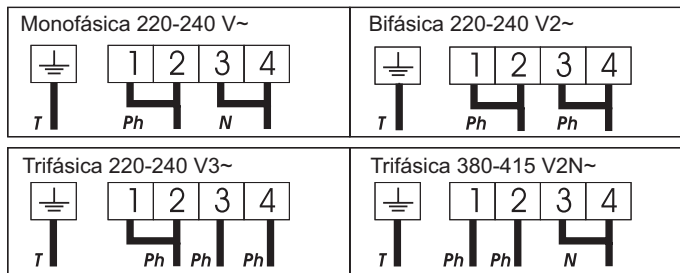 Monofásica 220-240 V~
1 2 3 4
T Ph N
Bifásica 220-240 V2~
1 2 3 4
T Ph Ph
Trifásica 220-240 V3~
1 2 3 4
T Ph Ph Ph
Trifásica 380-415 V2N~
1 2 3 4
T Ph Ph N